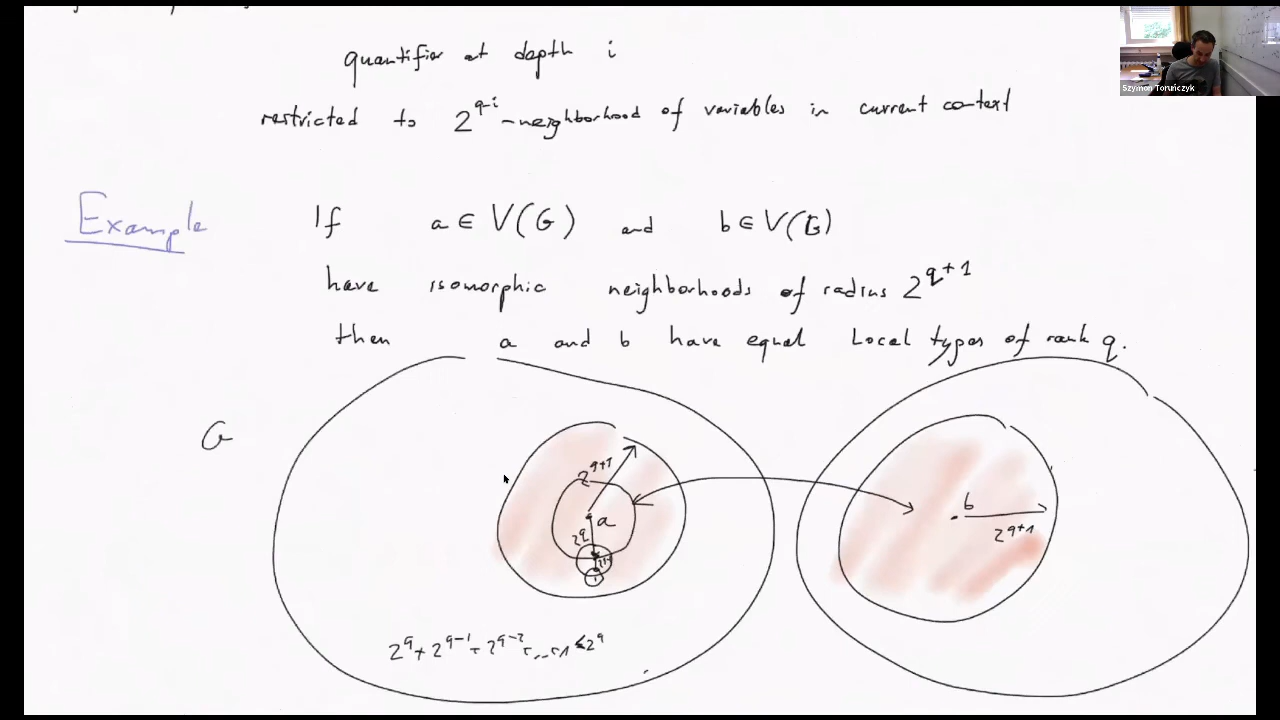 quantifier at depth i
restricted to 2^{q-i}-neighborhood of variables in current context
Szymon Toruńczyk
Example If a ∈ V(G) and b ∈ V(G)
have isomorphic neighborhoods of radius 2^{q+1}
then a and b have equal local types of rank q.
G
2^{q+1}
a
2^q
b
2^{q+1}
2^q + 2^{q-1} + 2^{q-2} + ... + 1 ≤ 2^q